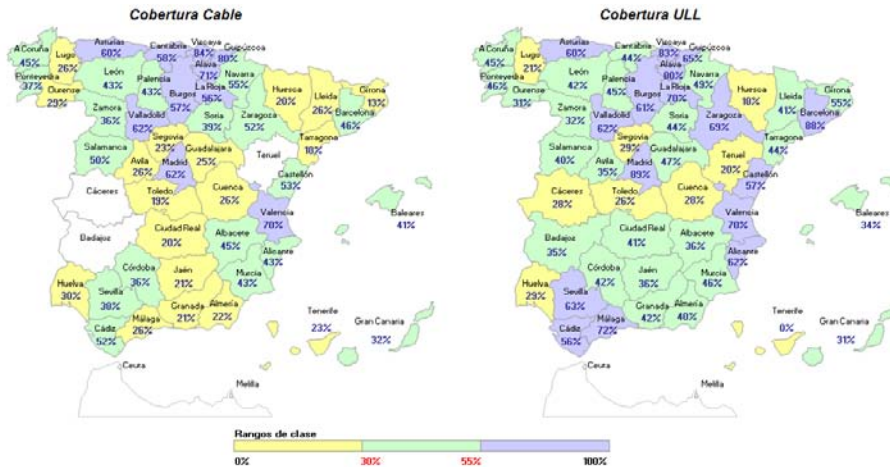 Cobertura Cable
A Coruña
45%
Lugo
26%
Asturias
60%
Cantabria
58%
Vizcaya
84%
Guipúzcoa
80%
Alava
71%
Navarra
55%
Pontevedra
37%
Ourense
29%
León
43%
Palencia
43%
Burgos
57%
La Rioja
56%
Huesca
20%
Lleida
26%
Girona
13%
Barcelona
46%
Zamora
36%
Valladolid
62%
Soria
39%
Zaragoza
52%
Tarragona
18%
Segovia
23%
Salamanca
50%
Avila
26%
Madrid
62%
Guadalajara
25%
Teruel
Castellón
53%
Cáceres
Toledo
19%
Cuenca
26%
Valencia
70%
Baleares
41%
Badajoz
Ciudad Real
20%
Albacete
45%
Alicante
43%
Córdoba
36%
Jaén
21%
Murcia
43%
Huelva
30%
Sevilla
38%
Granada
21%
Almería
22%
Málaga
26%
Cádiz
52%
Tenerife
23%
Gran Canaria
32%
Ceuta
Melilla
Cobertura ULL
A Coruña
45%
Lugo
21%
Asturias
60%
Cantabria
44%
Vizcaya
83%
Guipúzcoa
65%
Alava
80%
Navarra
49%
Pontevedra
46%
Ourense
31%
León
42%
Palencia
45%
Burgos
61%
La Rioja
70%
Huesca
18%
Lleida
41%
Girona
55%
Barcelona
88%
Zamora
32%
Valladolid
62%
Soria
44%
Zaragoza
69%
Tarragona
44%
Segovia
29%
Salamanca
40%
Avila
35%
Madrid
89%
Guadalajara
47%
Teruel
20%
Castellón
57%
Cáceres
28%
Toledo
26%
Cuenca
28%
Valencia
70%
Baleares
34%
Badajoz
35%
Ciudad Real
41%
Albacete
36%
Alicante
62%
Córdoba
42%
Jaén
36%
Murcia
46%
Huelva
29%
Sevilla
63%
Granada
42%
Almería
40%
Málaga
72%
Cádiz
56%
Tenerife
0%
Gran Canaria
31%
Ceuta
Melilla
Rangos de clase
0% 30% 55% 100%